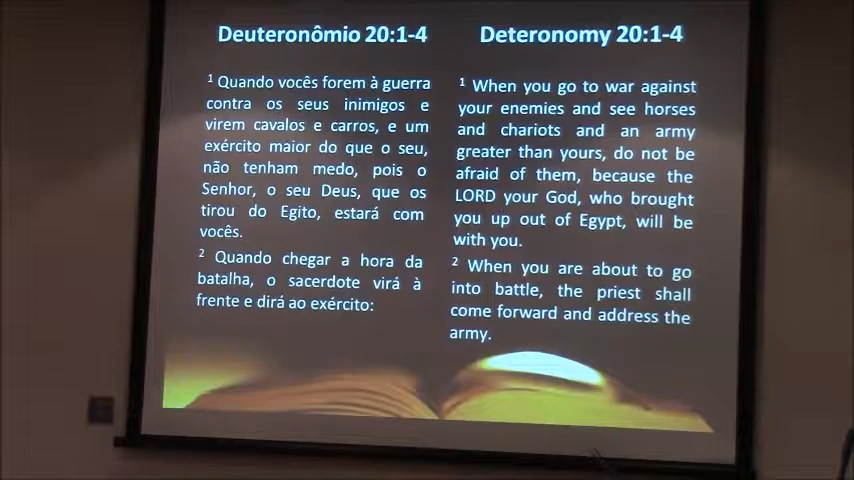 Deuteronômio 20:1-4
1 Quando vocês forem à guerra
contra os seus inimigos e
virem cavalos e carros, e um
exército maior do que o seu,
não tenham medo, pois o
Senhor, o seu Deus, que os
tirou do Egito, estará com
vocês.
2 Quando chegar a hora da
batalha, o sacerdote virá à
frente e dirá ao exército:
Deteronomy 20:1-4
1 When you go to war against
your enemies and see horses
and chariots and an army
greater than yours, do not be
afraid of them, because the
LORD your God, who brought
you up out of Egypt, will be
with you.
2 When you are about to go
into battle, the priest shall
come forward and address the
army.